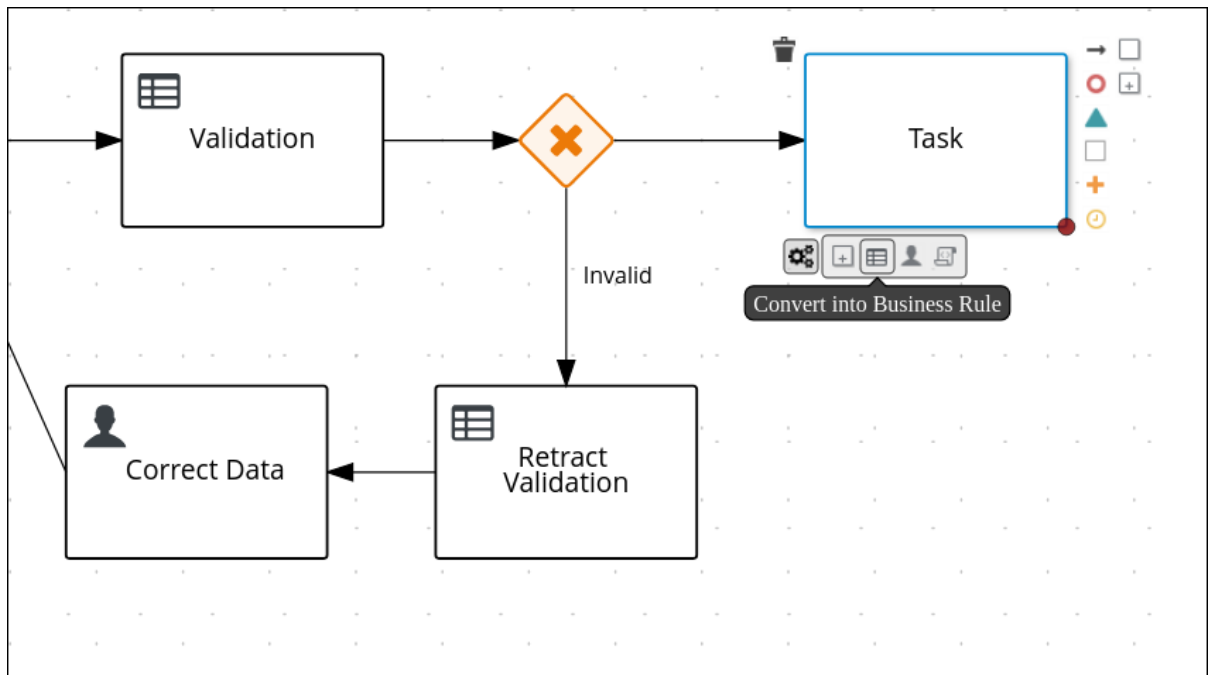 Validation
Task
Invalid
Convert into Business Rule
Correct Data
Retract
Validation